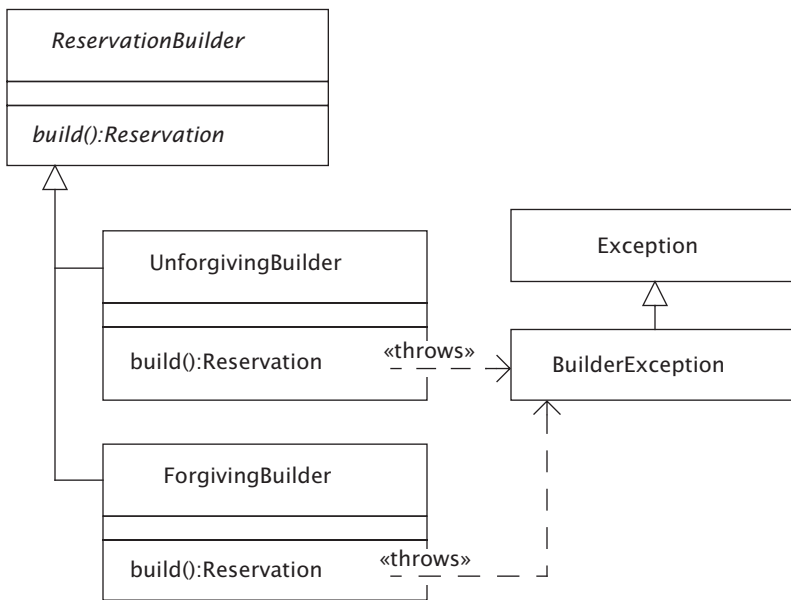 ReservationBuilder
build():Reservation
UnforgivingBuilder
build():Reservation
«throws»
Exception
BuilderException
ForgivingBuilder
build():Reservation
«throws»